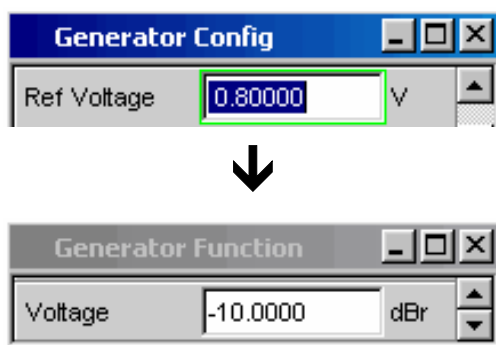 Generator Config
Ref Voltage 0.80000 V
Generator Function
Voltage -10.0000 dBr